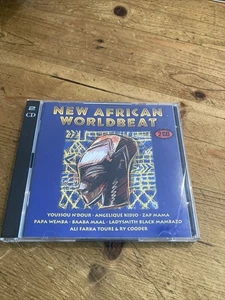 2
CD
NEW AFRICAN
WORLDBEAT
2 CD
YOUSSOU N'DOUR · ANGELIQUE KIDJO · ZAP MAMA
PAPA WEMBA · BAABA MAAL · LADYSMITH BLACK MAMBAZO
ALI FARKA TOURE & RY COODER